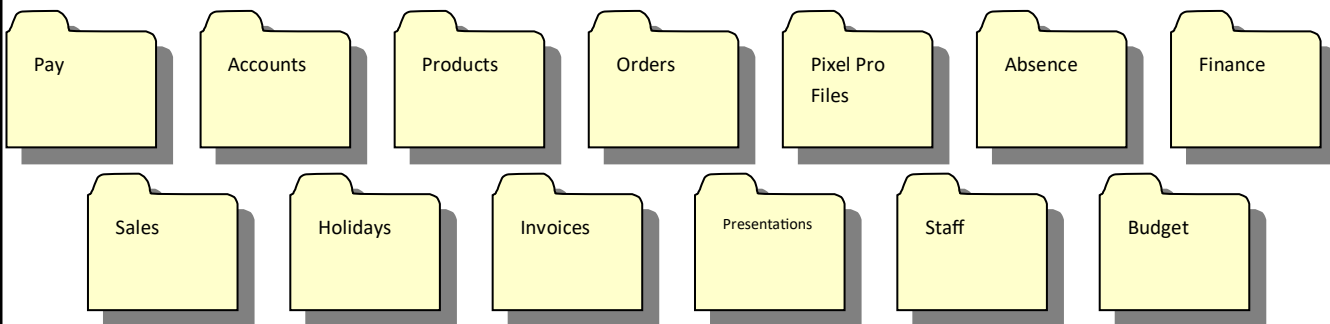 Pay
Accounts
Products
Orders
Pixel Pro
Files
Absence
Finance
Sales
Holidays
Invoices
Presentations
Staff
Budget